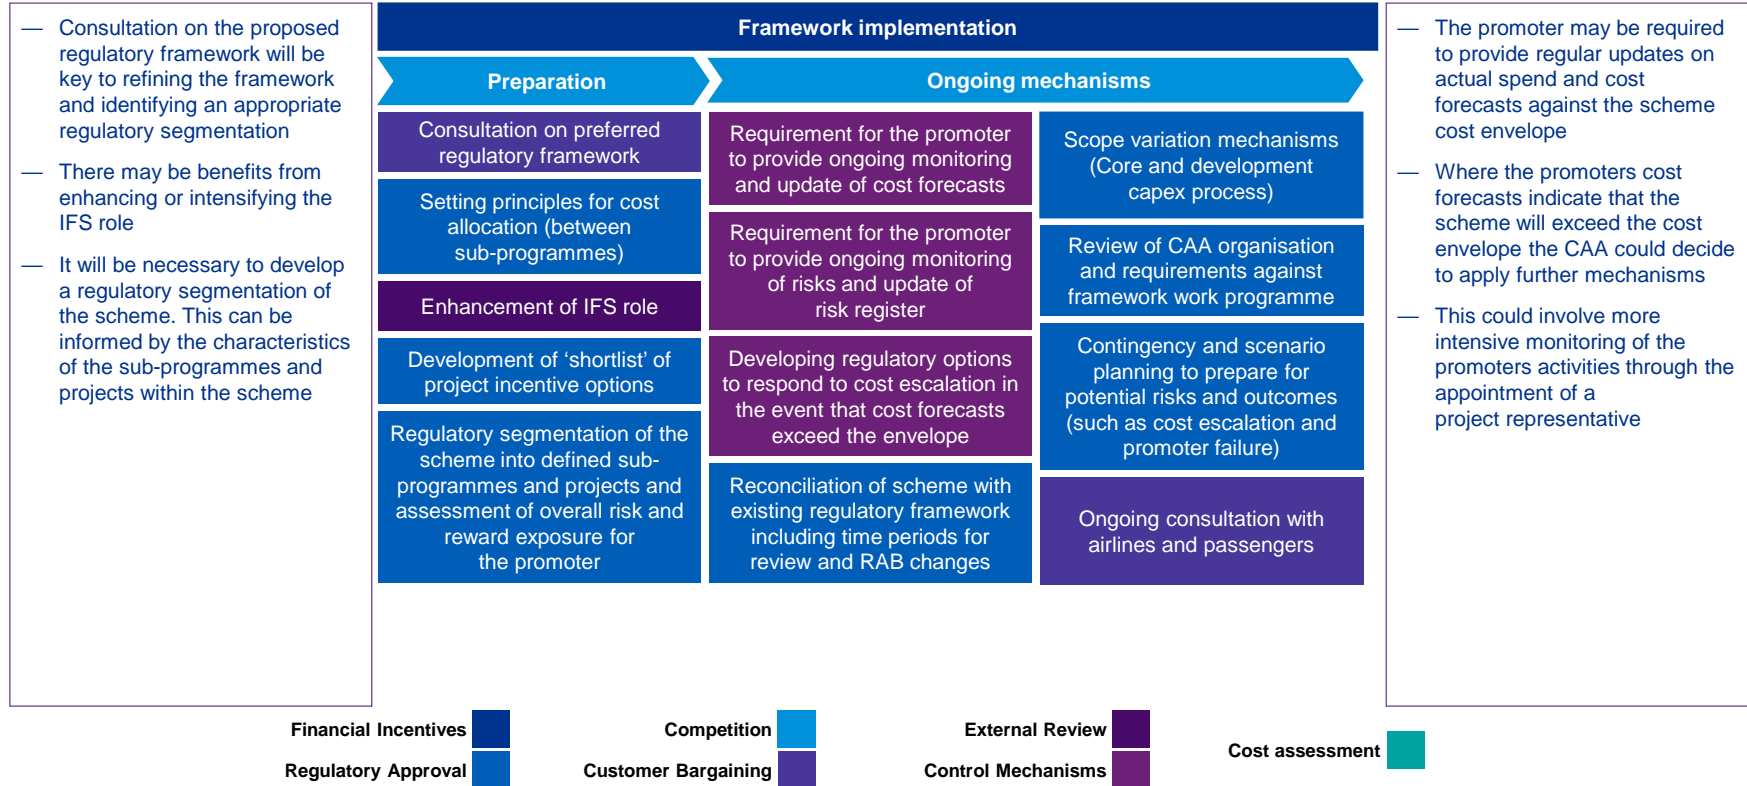 — Consultation on the proposed
regulatory framework will be
key to refining the framework
and identifying an appropriate
regulatory segmentation
— There may be benefits from
enhancing or intensifying the
IFS role
— It will be necessary to develop
a regulatory segmentation of
the scheme. This can be
informed by the characteristics
of the sub-programmes and
projects within the scheme
Framework implementation
Preparation
Ongoing mechanisms
Consultation on preferred
regulatory framework
Setting principles for cost
allocation (between
sub-programmes)
Enhancement of IFS role
Development of ‘shortlist’ of
project incentive options
Regulatory segmentation of the
scheme into defined sub-
programmes and projects and
assessment of overall risk and
reward exposure for
the promoter
Requirement for the promoter
to provide ongoing monitoring
and update of cost forecasts
Requirement for the promoter
to provide ongoing monitoring
of risks and update of
risk register
Developing regulatory options
to respond to cost escalation in
the event that cost forecasts
exceed the envelope
Reconciliation of scheme with
existing regulatory framework
including time periods for
review and RAB changes
Scope variation mechanisms
(Core and development
capex process)
Review of CAA organisation
and requirements against
framework work programme
Contingency and scenario
planning to prepare for
potential risks and outcomes
(such as cost escalation and
promoter failure)
Ongoing consultation with
airlines and passengers
— The promoter may be required
to provide regular updates on
actual spend and cost
forecasts against the scheme
cost envelope
— Where the promoters cost
forecasts indicate that the
scheme will exceed the cost
envelope the CAA could decide
to apply further mechanisms
— This could involve more
intensive monitoring of the
promoters activities through the
appointment of a
project representative
Financial Incentives
Regulatory Approval
Competition
Customer Bargaining
External Review
Control Mechanisms
Cost assessment